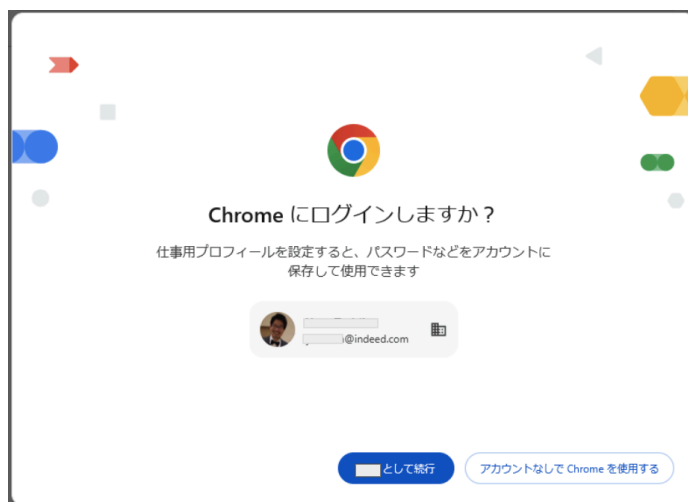 Chrome にログインしますか？
仕事用プロフィールを設定すると、パスワードなどをアカウントに
保存して使用できます
@indeed.com
として続行
アカウントなしで Chrome を使用する